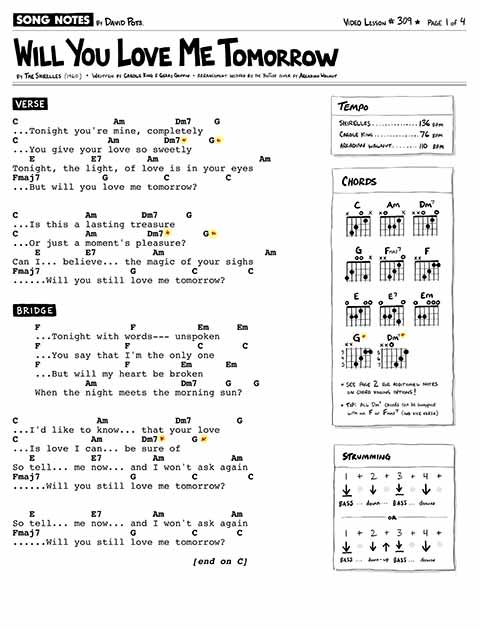 SONG NOTES BY DAVID POTS. VIDEO LESSON # 309 ★ PAGE 1 of 4
WILL YOU LOVE ME TOMORROW
BY THE SHIRELLES (1960) • WRITTEN BY CAROLE KING & GERRY GOFFIN • ARRANGEMENT INSPIRED BY THE COVER BY ARCADIAN WALNUT
VERSE
C Am Dm7 G
...Tonight you're mine, completely
C Am Dm7 G
...You give your love so sweetly
E E7 Am Am
Tonight, the light, of love is in your eyes
Fmaj7 G C C
...But will you love me tomorrow?
C Am Dm7 G
...Is this a lasting treasure
C Am Dm7 G
...Or just a moment's pleasure?
E E7 Am Am
Can I... believe... the magic of your sighs
Fmaj7 G C C
......Will you still love me tomorrow?
BRIDGE
F F Em Em
...Tonight with words--- unspoken
F F C C
...You say that I'm the only one
F F Em Em
...But will my heart be broken
Am D Dm7 G G
When the night meets the morning sun?
C Am Dm7 G
...I'd like to know... that your love
C Am Dm7 G
...Is love I can... be sure of
E E7 Am Am
So tell... me now... and I won't ask again
Fmaj7 G C C
......Will you still love me tomorrow?
E E7 Am Am
So tell... me now... and I won't ask again
Fmaj7 G C C
......Will you still love me tomorrow?
[end on C]
TEMPO
SHIRELLES 136 BPM
CAROLE KING 76 BPM
ARCADIAN WALNUT 110 BPM
CHORDS
C Am Dm7
G Fmaj7 F
E E7 Em
G Dm7
* SEE PAGE 2 FOR ADDITIONAL NOTES
ON CHORD VOICING OPTIONS!
* TIP: ALL Dm7 CHORDS CAN BE SWAPPED
WITH AN F OR Fmaj7 (AND VICE VERSA)
STRUMMING
1 + 2 + 3 + 4 +
BASS ... down BASS ... down
OR
1 + 2 + 3 + 4 +
BASS ... down BASS ... down